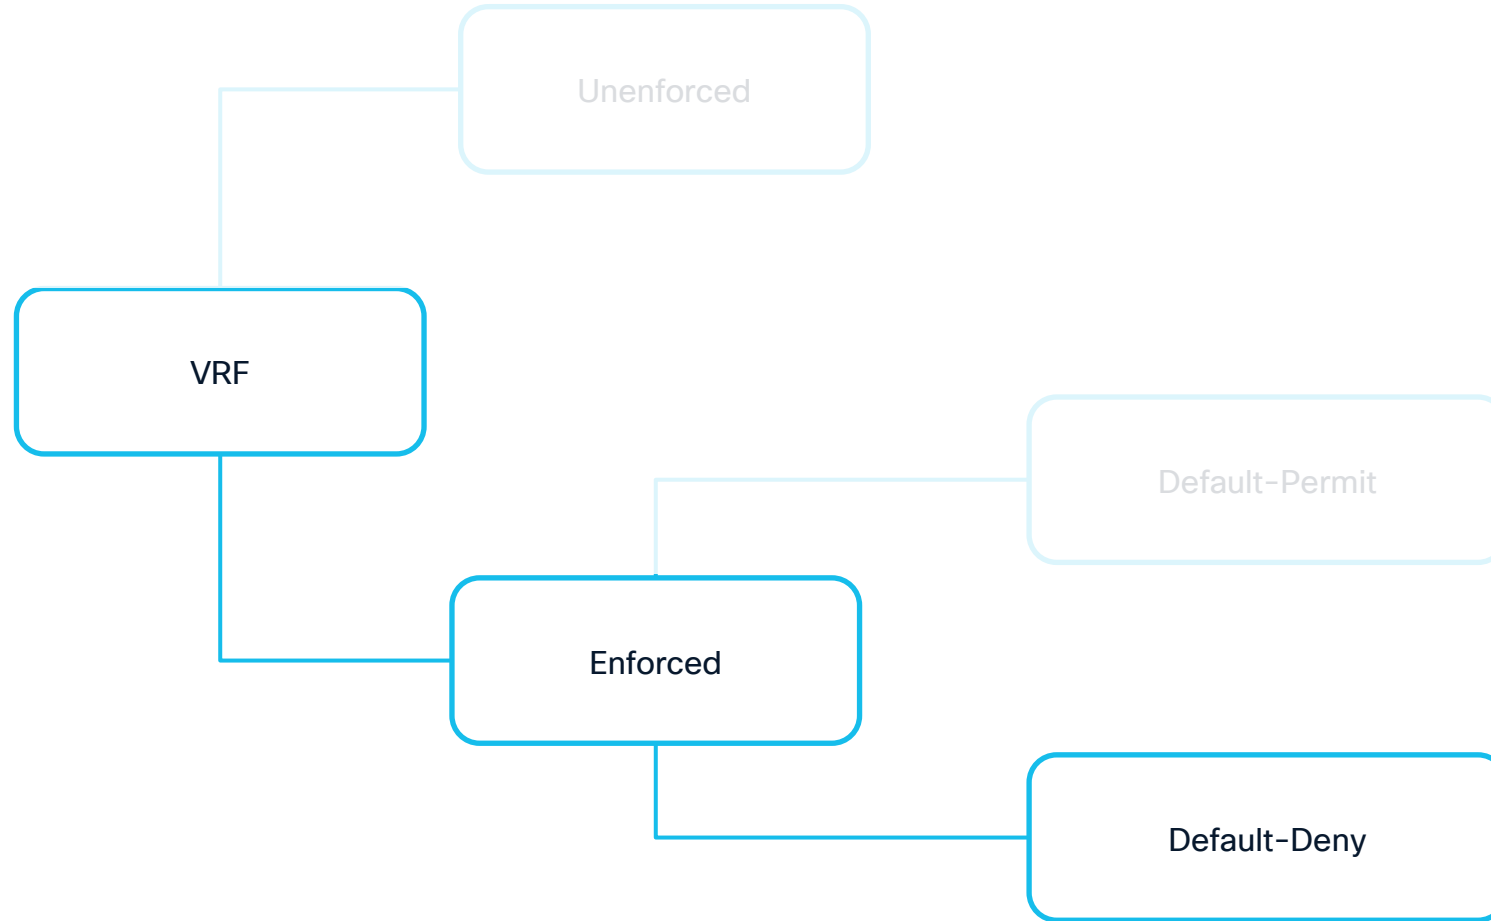 Unenforced
VRF
Default-Permit
Enforced
Default-Deny